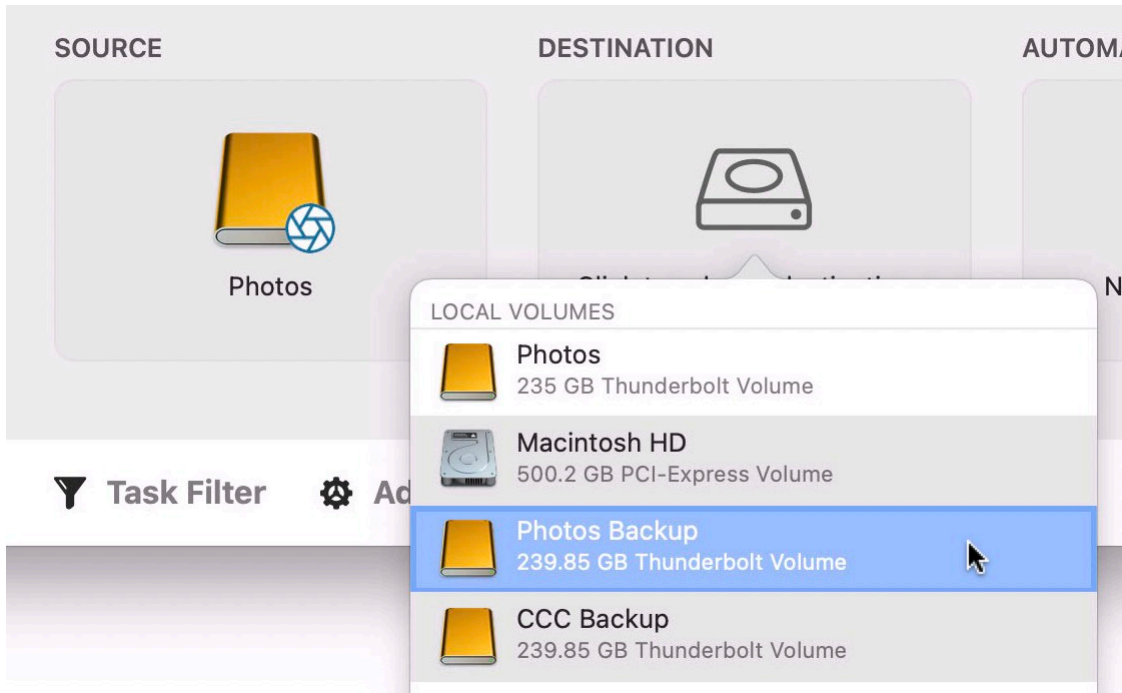 SOURCE
DESTINATION
Photos
LOCAL VOLUMES
Photos
235 GB Thunderbolt Volume
Macintosh HD
500.2 GB PCI-Express Volume
Task Filter
Photos Backup
239.85 GB Thunderbolt Volume
CCC Backup
239.85 GB Thunderbolt Volume